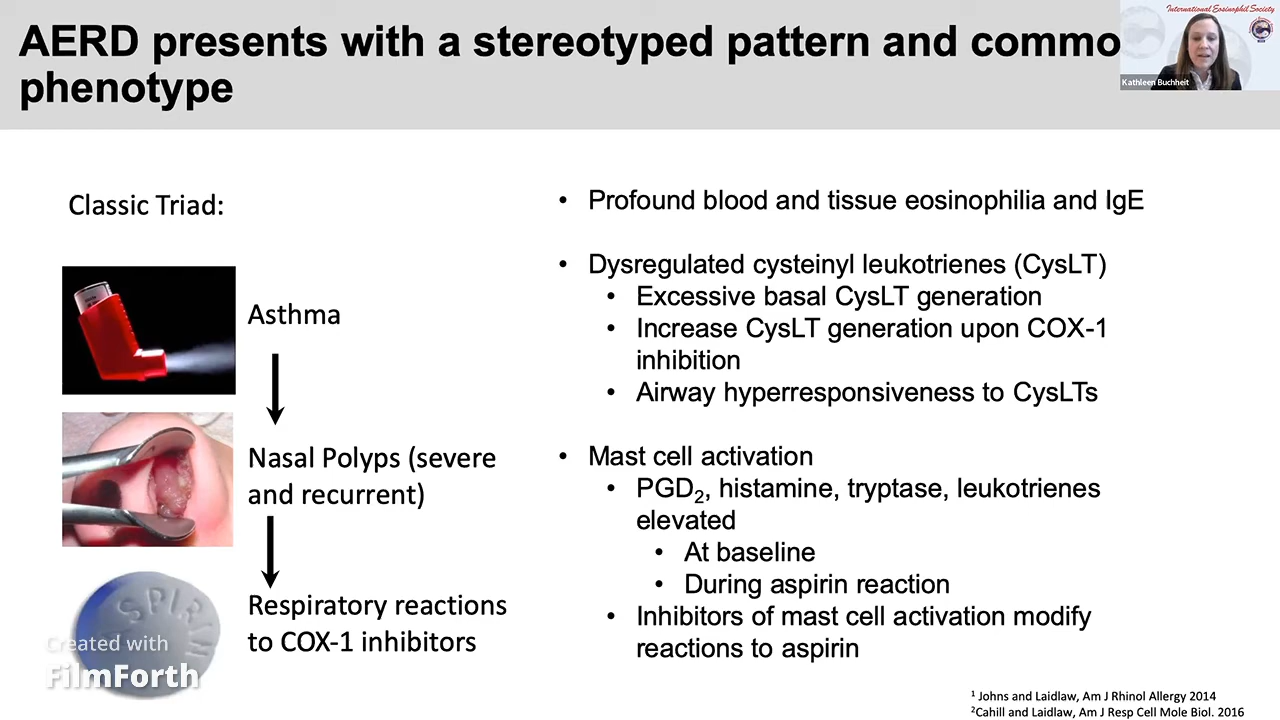 AERD presents with a stereotyped pattern and commo
phenotype
International Eosinophil Society
Kathleen Buchheit
Classic Triad:
Asthma
Nasal Polyps (severe
and recurrent)
ASPIRIN
Respiratory reactions
to COX-1 inhibitors
• Profound blood and tissue eosinophilia and IgE
• Dysregulated cysteinyl leukotrienes (CysLT)
• Excessive basal CysLT generation
• Increase CysLT generation upon COX-1
inhibition
• Airway hyperresponsiveness to CysLTs
• Mast cell activation
• PGD₂, histamine, tryptase, leukotrienes
elevated
• At baseline
• During aspirin reaction
• Inhibitors of mast cell activation modify
reactions to aspirin
Created with
FilmForth
¹ Johns and Laidlaw, Am J Rhinol Allergy 2014
²Cahill and Laidlaw, Am J Resp Cell Mole Biol. 2016